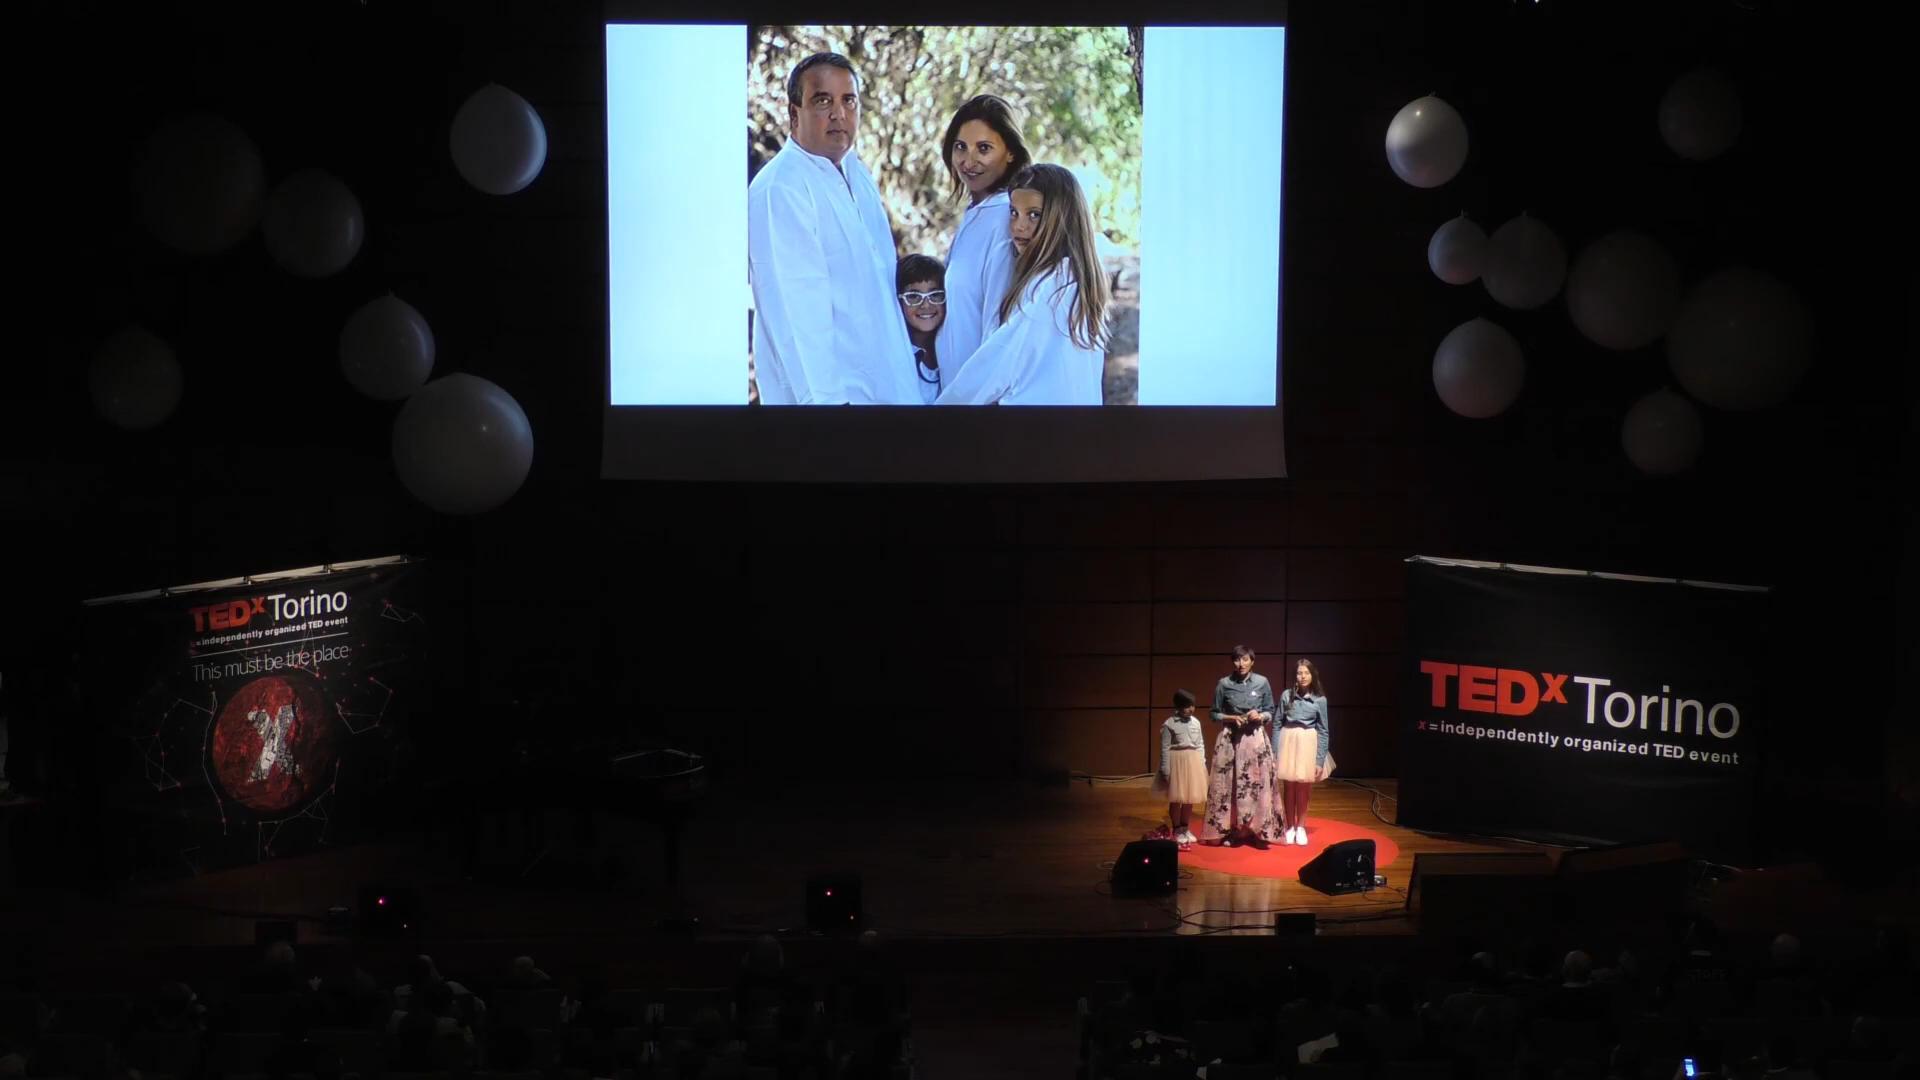 TEDx Torino
x=independently organized TED event
This must be the place
x
TEDx Torino
x=independently organized TED event